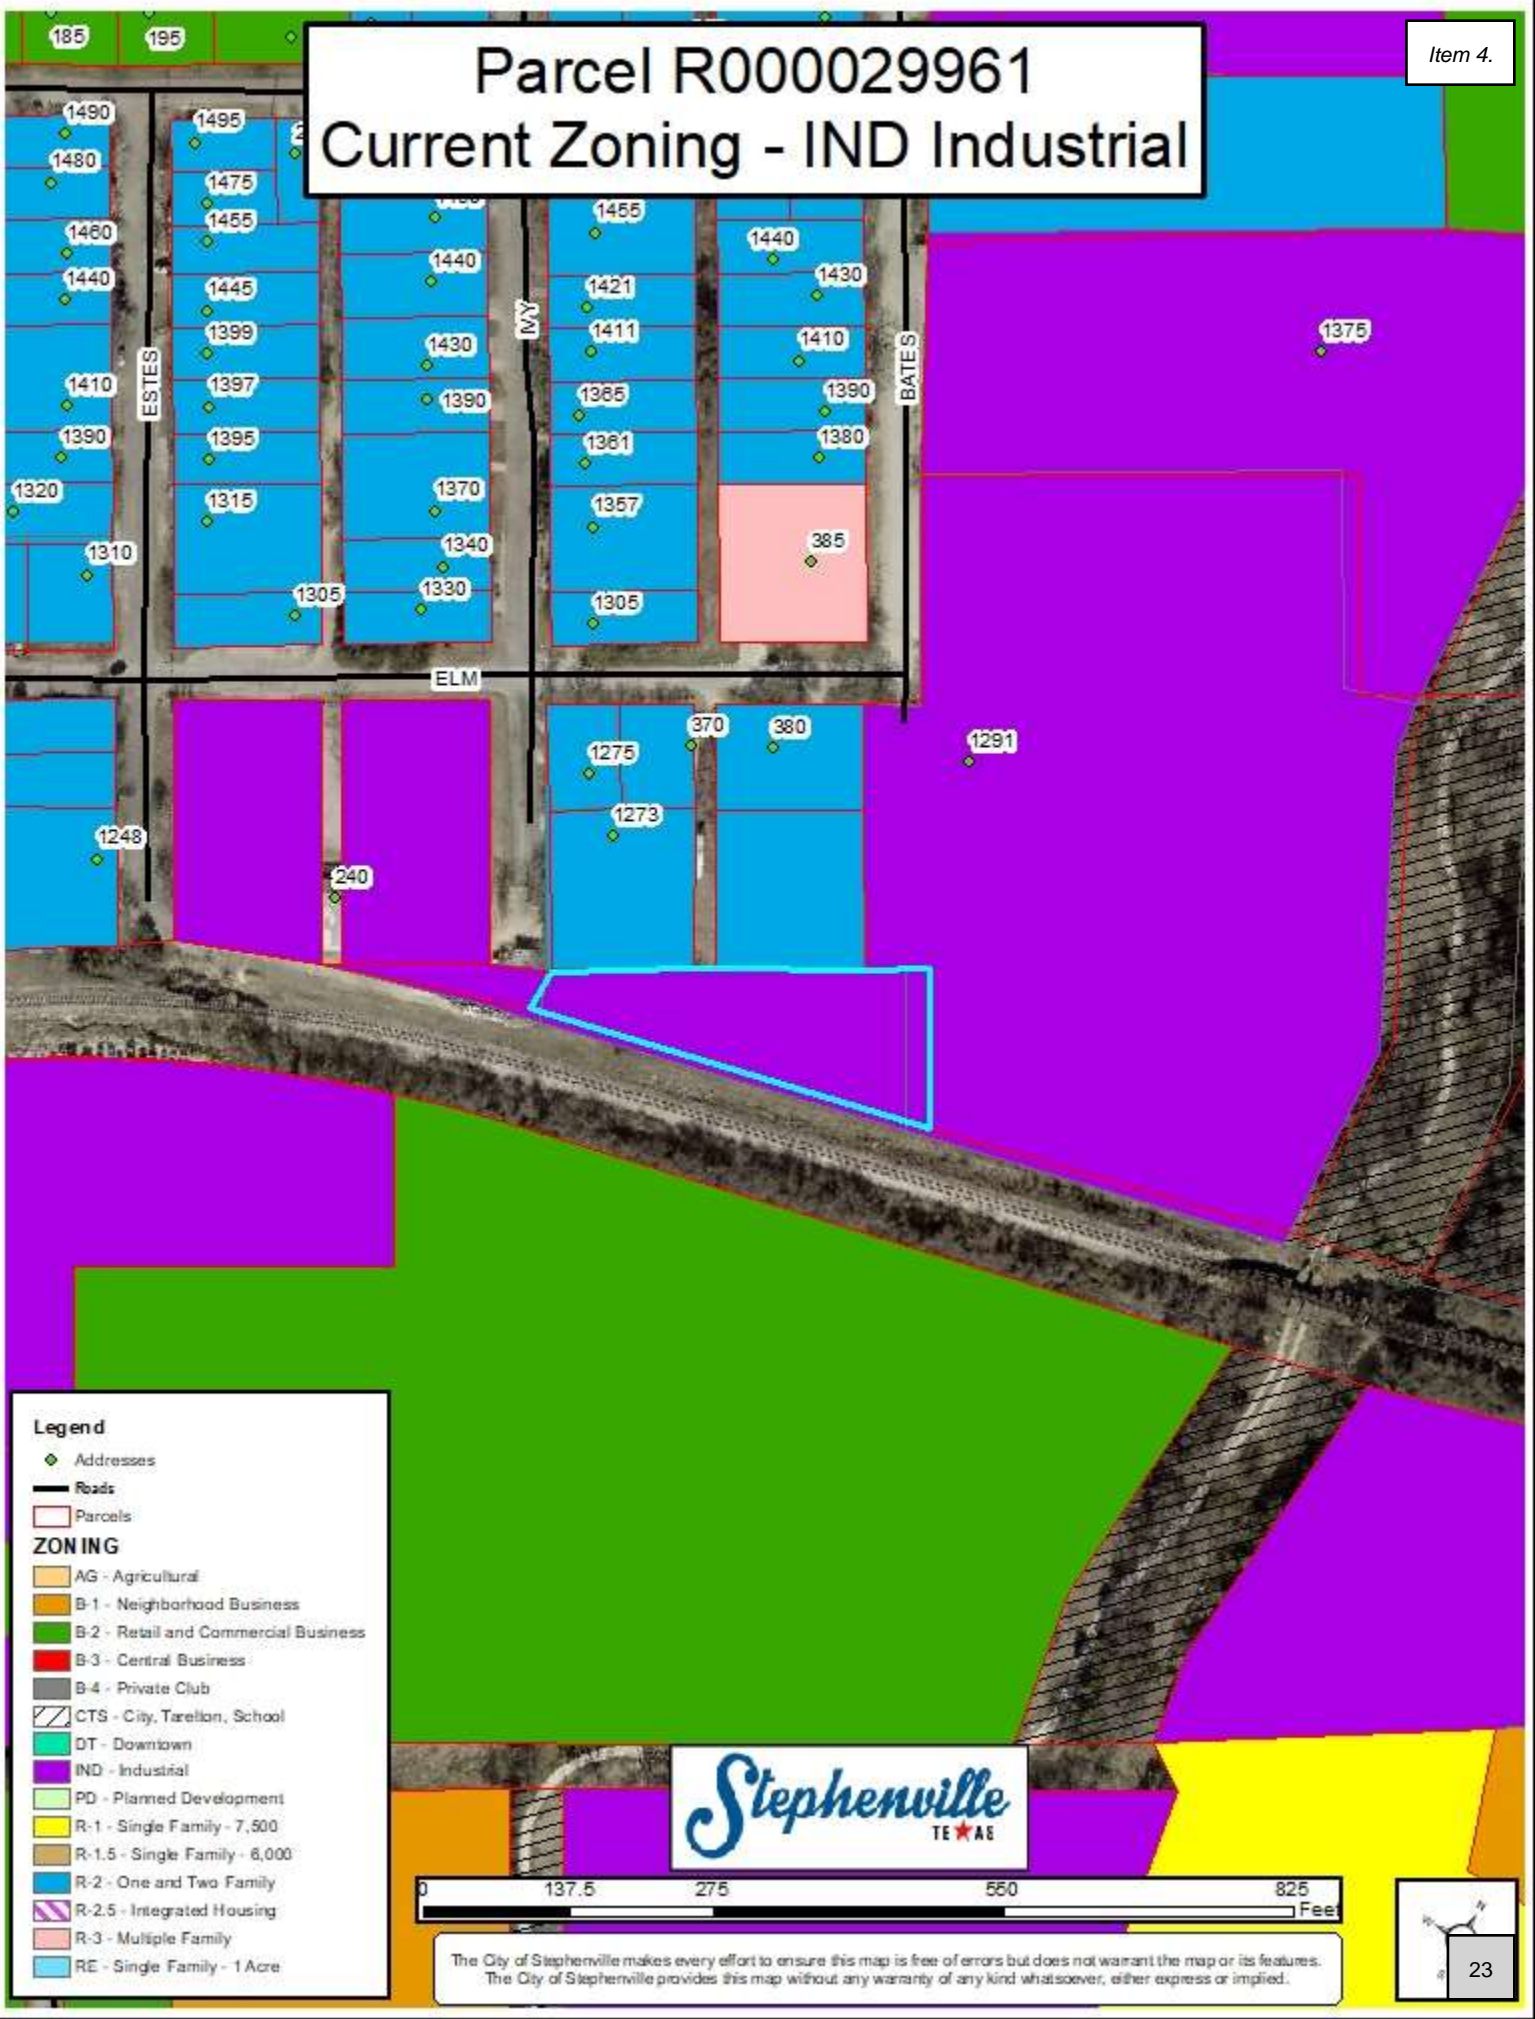 Parcel R000029961
Current Zoning - IND Industrial
Item 4.
185
195
1490
1495
1480
1475
1455
1455
1460
1440
1440
1430
1440
1445
1421
1399
1411
1375
IVY
ESTES
BATES
1430
1410
1410
1397
1390
1365
1390
1390
1395
1361
1380
1320
1315
1370
1357
1310
1340
385
1305
1330
1305
ELM
370
380
1275
1291
1273
1248
240
Legend
Addresses
Roads
Parcels
ZONING
AG - Agricultural
B-1 - Neighborhood Business
B-2 - Retail and Commercial Business
B-3 - Central Business
B-4 - Private Club
CTS - City, Tarelton, School
DT - Downtown
IND - Industrial
PD - Planned Development
R-1 - Single Family - 7,500
R-1.5 - Single Family - 6,000
R-2 - One and Two Family
R-2.5 - Integrated Housing
R-3 - Multiple Family
RE - Single Family - 1 Acre
Stephenville
TEXAS
0 137.5 275 550 825
Feet
The City of Stephenville makes every effort to ensure this map is free of errors but does not warrant the map or its features.
The City of Stephenville provides this map without any warranty of any kind whatsoever, either express or implied.
N
W
23